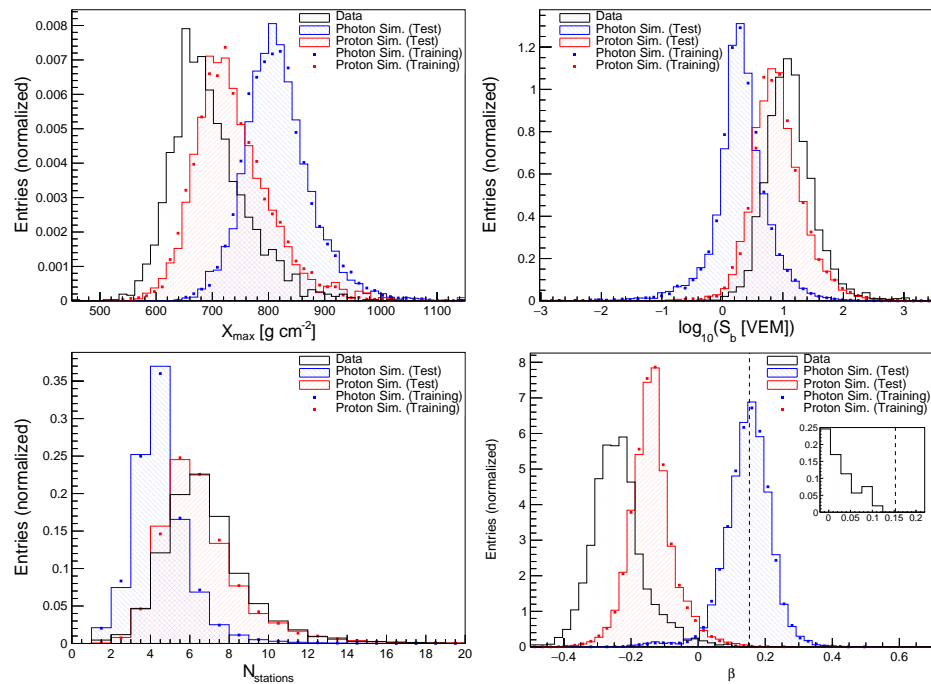 Data
Photon Sim. (Test)
Proton Sim. (Test)
Photon Sim. (Training)
Proton Sim. (Training)
Entries (normalized)
0.008
0.007
0.006
0.005
0.004
0.003
0.002
0.001
0
500 600 700 800 900 1000 1100
X_max [g cm⁻²]
Data
Photon Sim. (Test)
Proton Sim. (Test)
Photon Sim. (Training)
Proton Sim. (Training)
Entries (normalized)
1.2
1
0.8
0.6
0.4
0.2
0
−3 −2 −1 0 1 2 3
log₁₀(S_b [VEM])
Data
Photon Sim. (Test)
Proton Sim. (Test)
Photon Sim. (Training)
Proton Sim. (Training)
Entries (normalized)
0.35
0.3
0.25
0.2
0.15
0.1
0.05
0
0 2 4 6 8 10 12 14 16 18 20
N_stations
Data
Photon Sim. (Test)
Proton Sim. (Test)
Photon Sim. (Training)
Proton Sim. (Training)
Entries (normalized)
8
7
6
5
4
3
2
1
0
−0.4 −0.2 0 0.2 0.4 0.6
β
0.25
0.2
0.15
0.1
0.05
0
0 0.05 0.1 0.15 0.2